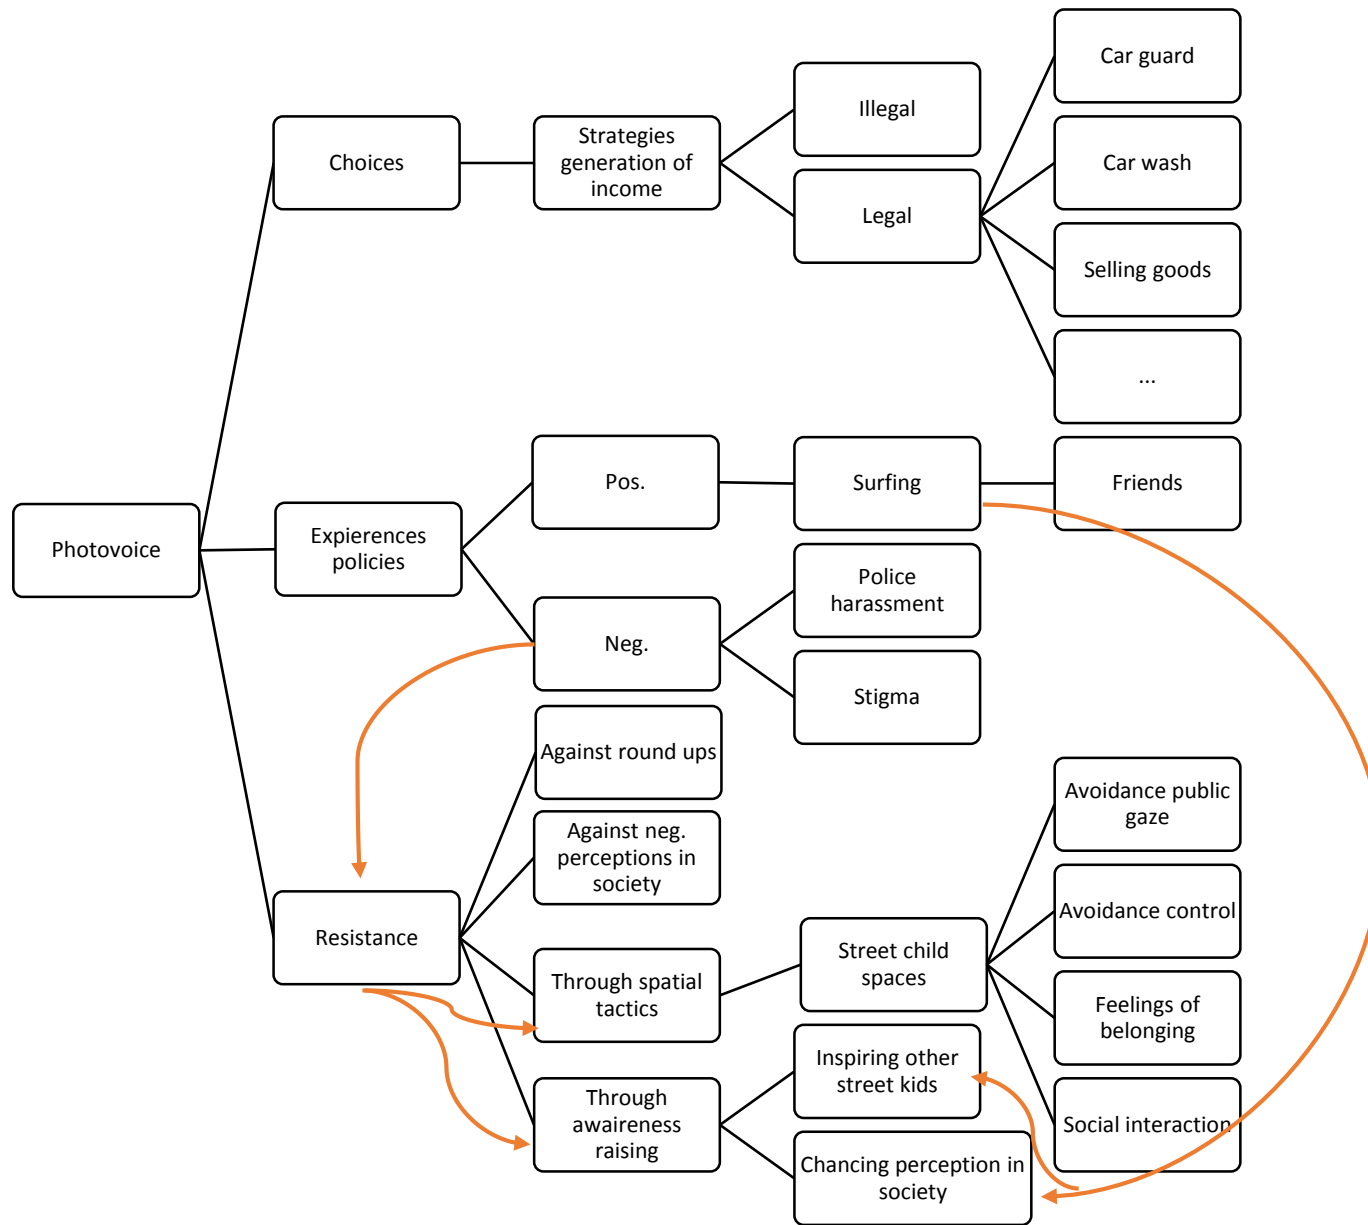 Car guard
Illegal
Choices
Strategies
generation of
income
Car wash
Legal
Selling goods
...
Photovoice
Expierences
policies
Pos.
Surfing
Friends
Police
harassment
Neg.
Stigma
Against round ups
Against neg.
perceptions in
society
Resistance
Through spatial
tactics
Street child
spaces
Avoidance public
gaze
Avoidance control
Feelings of
belonging
Social interaction
Through
awaireness
raising
Inspiring other
street kids
Chancing perception in
society